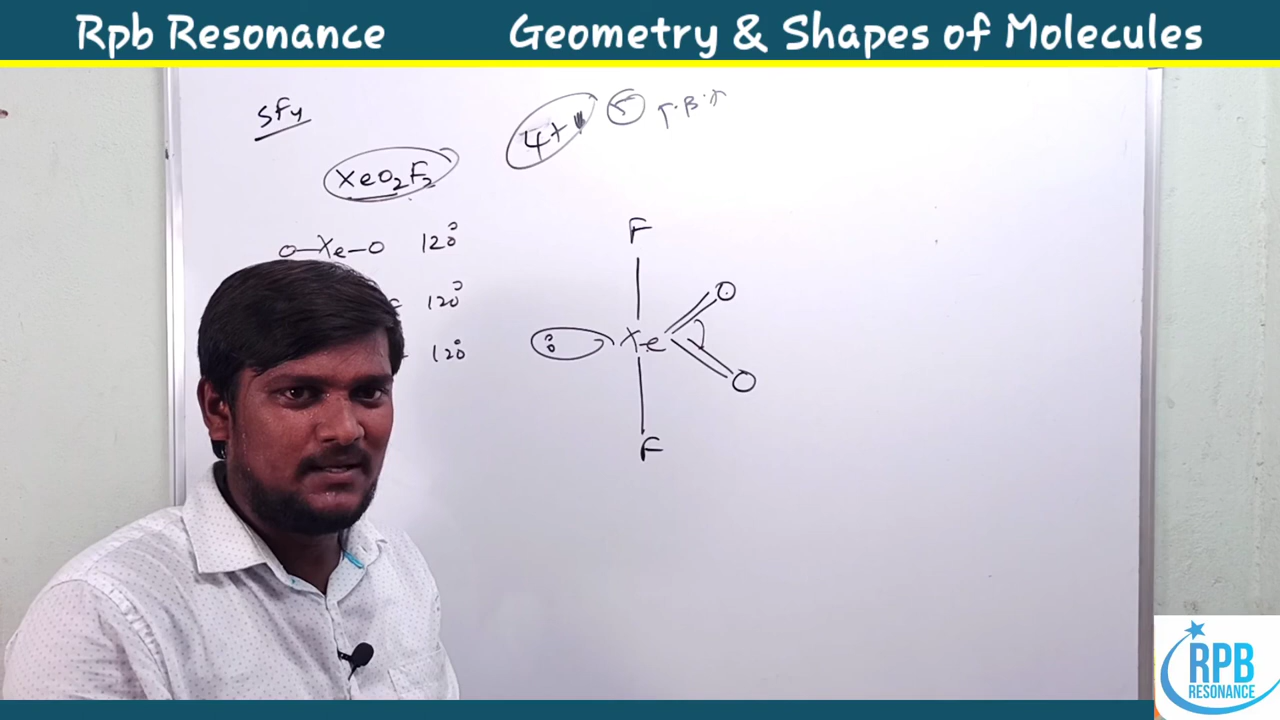 Rpb Resonance
Geometry & Shapes of Molecules
SF4
4+1 5 T.B.P
XeO2F2
O-Xe-O 120°
120°
120°
F
O
Xe
O
F
RPB
RESONANCE